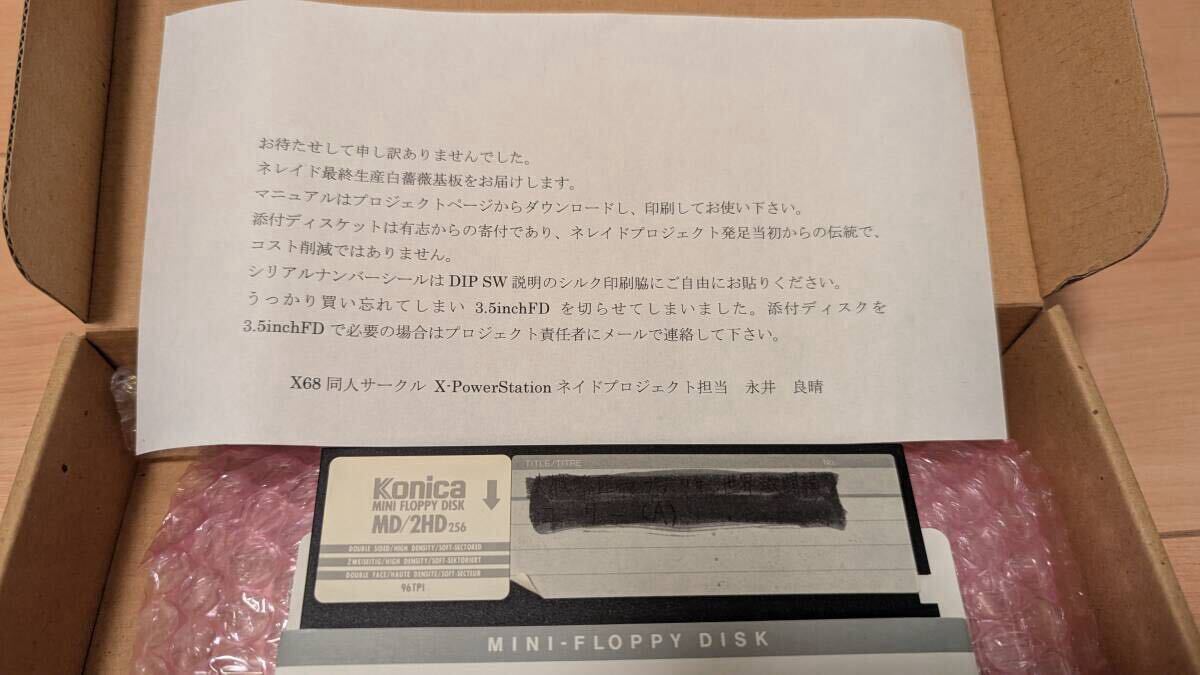 お待たせして申し訳ありませんでした。
ネレイド最終生産白薔薇基板をお届けします。
マニュアルはプロジェクトページからダウンロードし、印刷してお使い下さい。
添付ディスケットは有志からの寄付であり、ネレイドプロジェクト発足当初からの伝統で、
コスト削減ではありません。
シリアルナンバーシールは DIP SW 説明のシルク印刷脇にご自由にお貼りください。
うっかり買い忘れてしまい 3.5inchFD を切らせてしまいました。添付ディスクを
3.5inchFD で必要の場合はプロジェクト責任者にメールで連絡して下さい。
X68 同人サークル X-PowerStation ネイドプロジェクト担当 永井 良晴
Konica
MINI FLOPPY DISK
MD/2HD 256
DOUBLE SIDED/HIGH DENSITY/SOFT-SECTORED
ZWEISEITIG/HIGH DENSITY/SOFT-SEKTORIERT
DOUBLE FACE/HAUTE DENSITE/SOFT-SECTEUR
96TPI
TITLE/TITRE No.
(A)
MINI-FLOPPY DISK